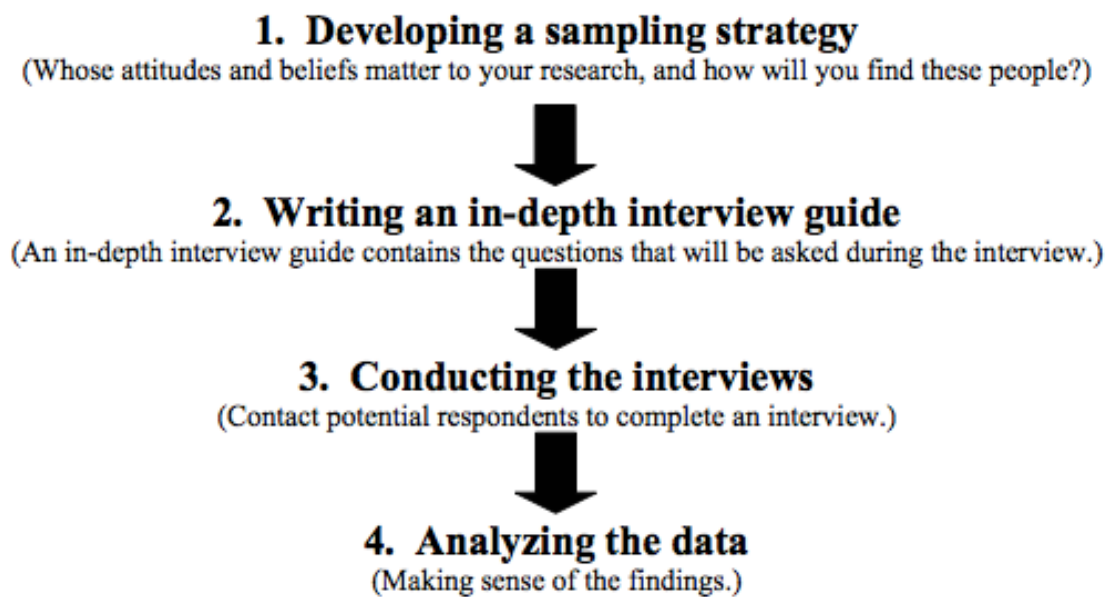 1. Developing a sampling strategy
(Whose attitudes and beliefs matter to your research, and how will you find these people?)
2. Writing an in-depth interview guide
(An in-depth interview guide contains the questions that will be asked during the interview.)
3. Conducting the interviews
(Contact potential respondents to complete an interview.)
4. Analyzing the data
(Making sense of the findings.)